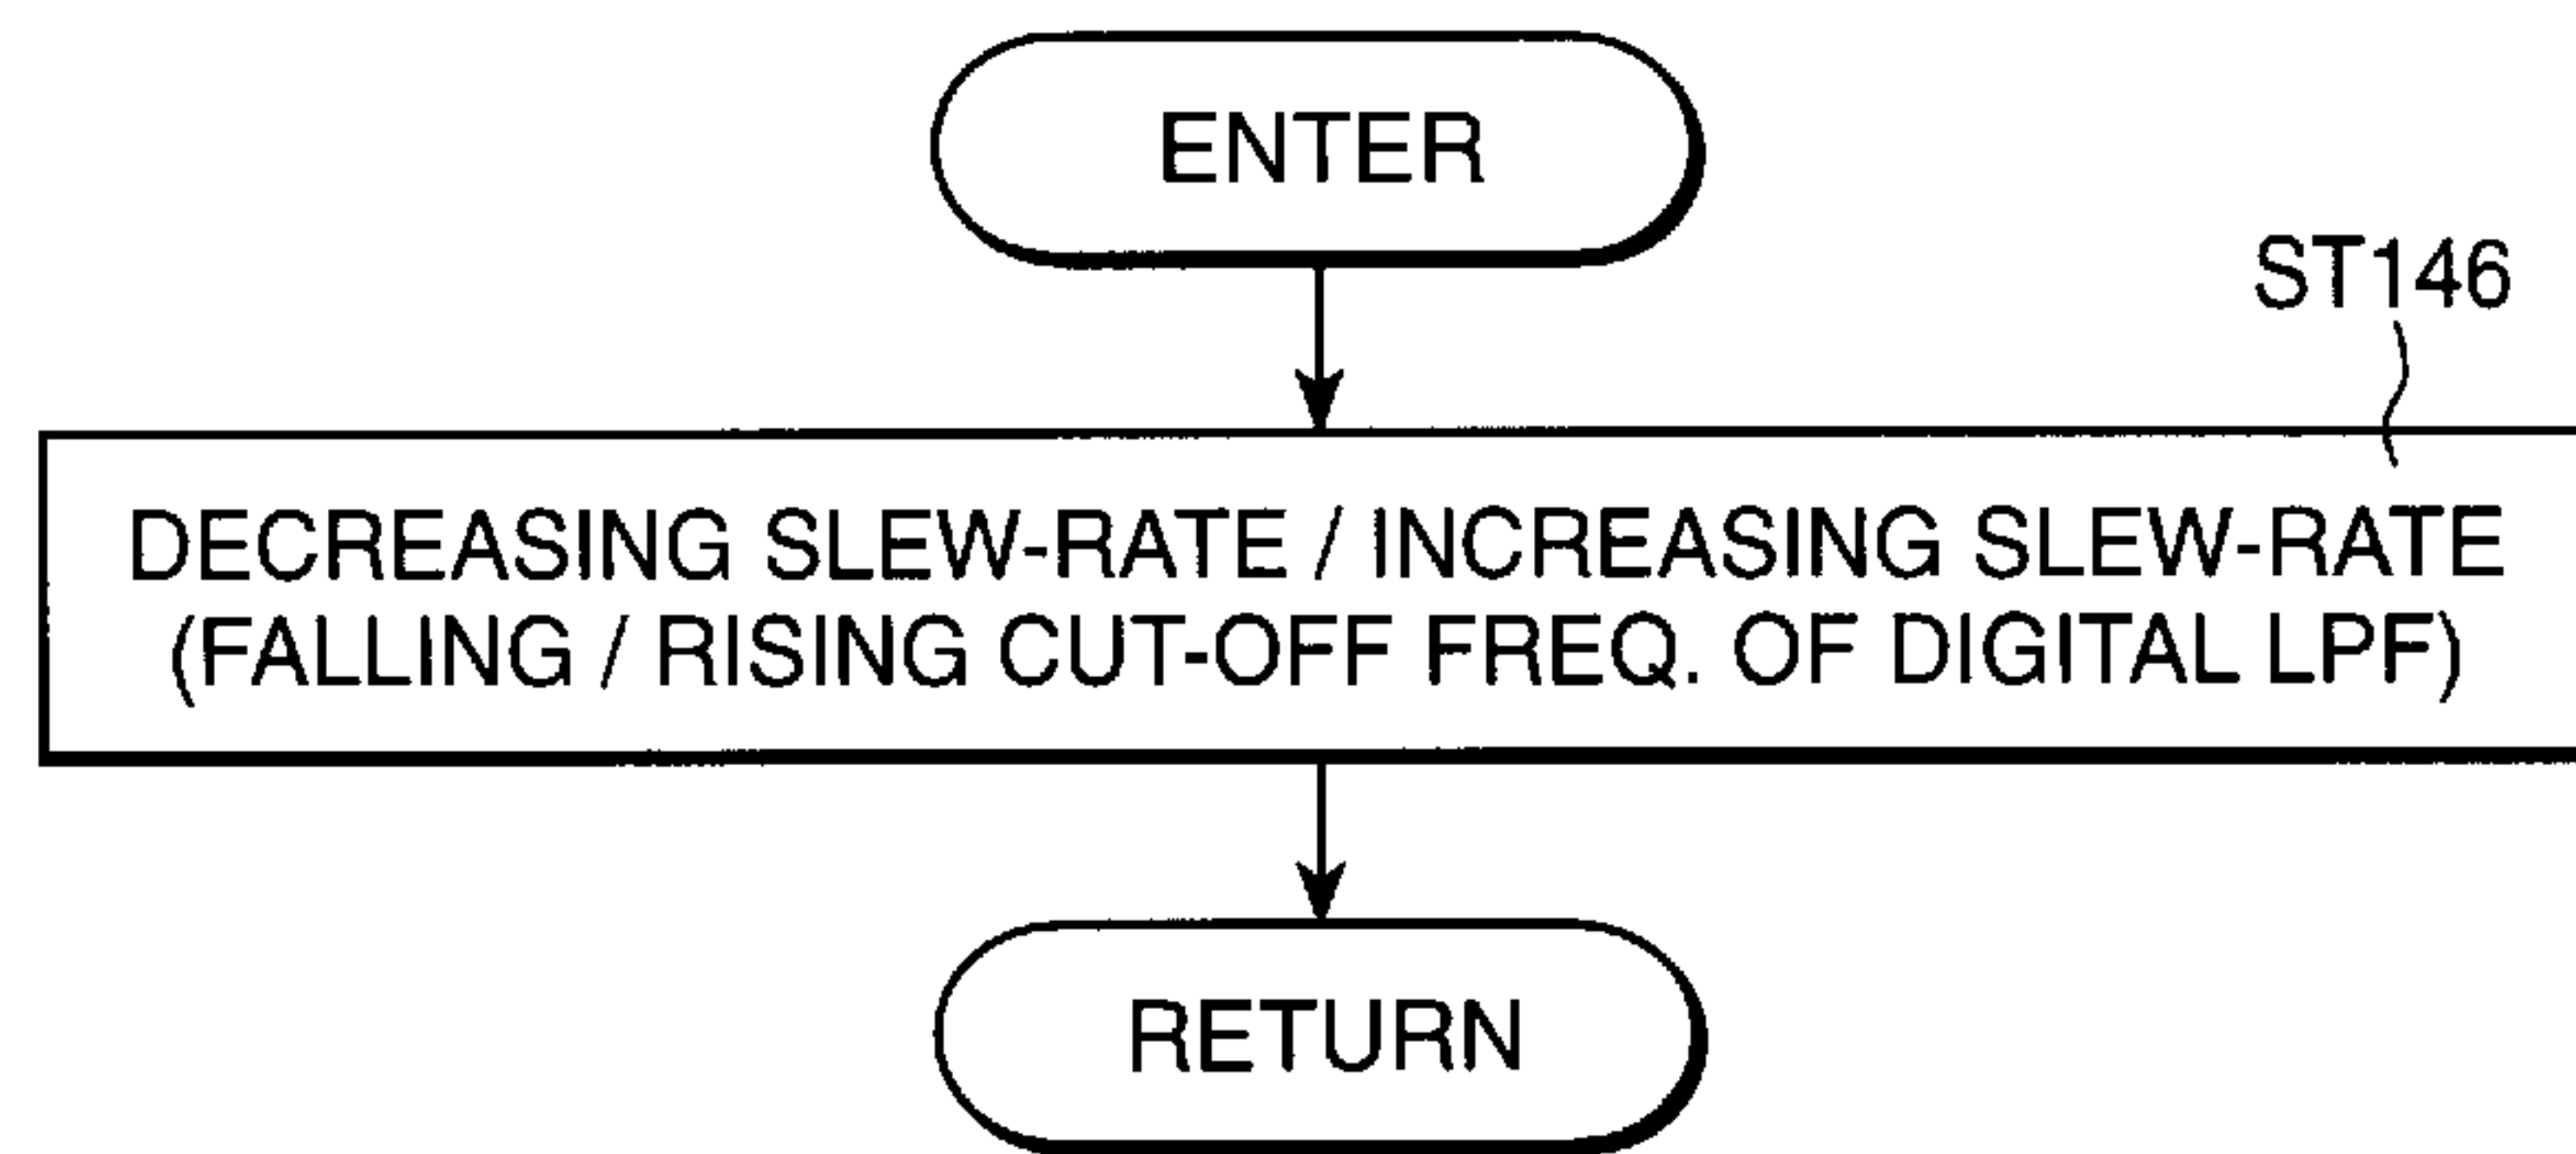 ENTER
ST146
DECREASING SLEW-RATE / INCREASING SLEW-RATE
(FALLING / RISING CUT-OFF FREQ. OF DIGITAL LPF)
RETURN